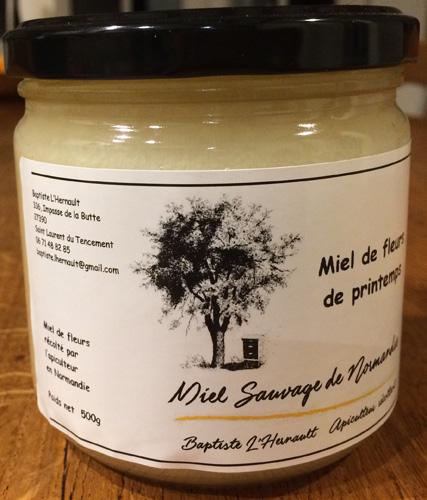 Baptiste L'Hernault
106, Impasse de la Butte
27390
Saint Laurent du Tencement
06 71 48 82 85
baptiste.lhernault@gmail.com
Miel de fleurs
de printemps
Miel de fleurs
récolté par
l'apiculteur
en Normandie
Poids net 500g
Miel Sauvage de Normandie
Baptiste L'Hernault Apiculteur